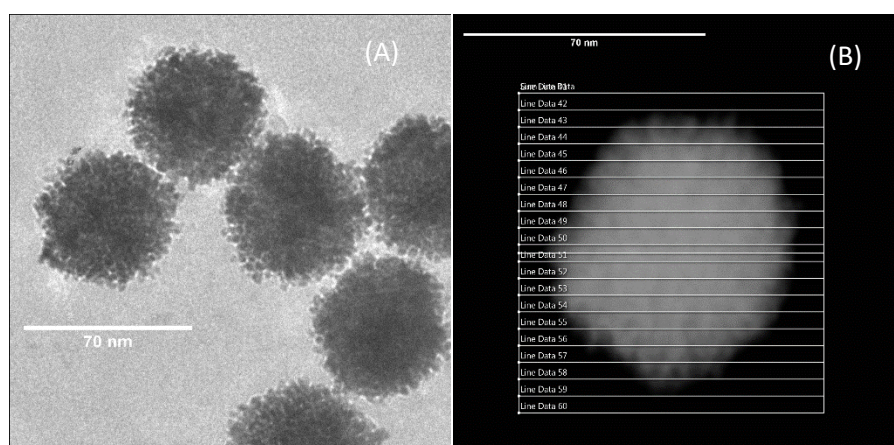 (A)
70 nm
70 nm
(B)
Line Data 42
Line Data 43
Line Data 44
Line Data 45
Line Data 46
Line Data 47
Line Data 48
Line Data 49
Line Data 50
Line Data 51
Line Data 52
Line Data 53
Line Data 54
Line Data 55
Line Data 56
Line Data 57
Line Data 58
Line Data 59
Line Data 60